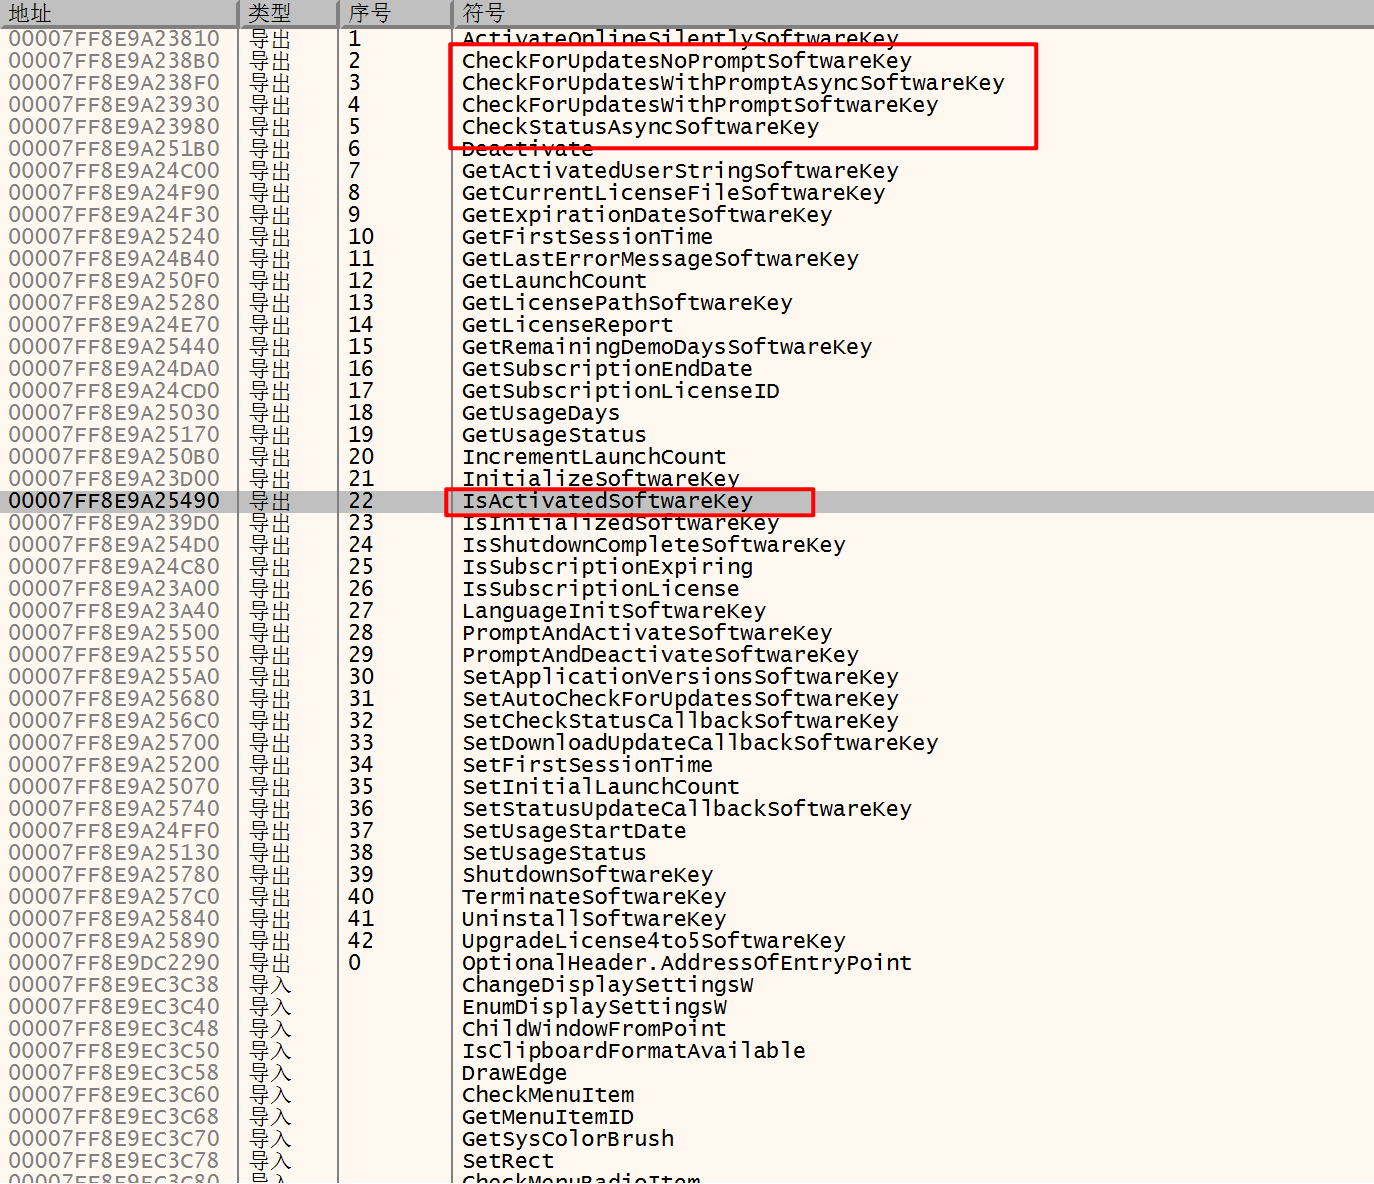 地址 类型 序号 符号
00007FF8E9A23810 导出 1 ActivateOnlineSilentlySoftwareKey
00007FF8E9A238B0 导出 2 CheckForUpdatesNoPromptSoftwareKey
00007FF8E9A238F0 导出 3 CheckForUpdatesWithPromptAsyncSoftwareKey
00007FF8E9A23930 导出 4 CheckForUpdatesWithPromptSoftwareKey
00007FF8E9A23980 导出 5 CheckStatusAsyncSoftwareKey
00007FF8E9A251B0 导出 6 Deactivate
00007FF8E9A24C00 导出 7 GetActivatedUserStringSoftwareKey
00007FF8E9A24F90 导出 8 GetCurrentLicenseFileSoftwareKey
00007FF8E9A24F30 导出 9 GetExpirationDateSoftwareKey
00007FF8E9A25240 导出 10 GetFirstSessionTime
00007FF8E9A24B40 导出 11 GetLastErrorMessageSoftwareKey
00007FF8E9A250F0 导出 12 GetLaunchCount
00007FF8E9A25280 导出 13 GetLicensePathSoftwareKey
00007FF8E9A24E70 导出 14 GetLicenseReport
00007FF8E9A25440 导出 15 GetRemainingDemoDaysSoftwareKey
00007FF8E9A24DA0 导出 16 GetSubscriptionEndDate
00007FF8E9A24CD0 导出 17 GetSubscriptionLicenseID
00007FF8E9A25030 导出 18 GetUsageDays
00007FF8E9A25170 导出 19 GetUsageStatus
00007FF8E9A250B0 导出 20 IncrementLaunchCount
00007FF8E9A23D00 导出 21 InitializeSoftwareKey
00007FF8E9A25490 导出 22 IsActivatedSoftwareKey
00007FF8E9A239D0 导出 23 IsInitializedSoftwareKey
00007FF8E9A254D0 导出 24 IsShutdownCompleteSoftwareKey
00007FF8E9A24C80 导出 25 IsSubscriptionExpiring
00007FF8E9A23A00 导出 26 IsSubscriptionLicense
00007FF8E9A23A40 导出 27 LanguageInitSoftwareKey
00007FF8E9A25500 导出 28 PromptAndActivateSoftwareKey
00007FF8E9A25550 导出 29 PromptAndDeactivateSoftwareKey
00007FF8E9A255A0 导出 30 SetApplicationVersionsSoftwareKey
00007FF8E9A25680 导出 31 SetAutoCheckForUpdatesSoftwareKey
00007FF8E9A256C0 导出 32 SetCheckStatusCallbackSoftwareKey
00007FF8E9A25700 导出 33 SetDownloadUpdateCallbackSoftwareKey
00007FF8E9A25200 导出 34 SetFirstSessionTime
00007FF8E9A25070 导出 35 SetInitialLaunchCount
00007FF8E9A25740 导出 36 SetStatusUpdateCallbackSoftwareKey
00007FF8E9A24FF0 导出 37 SetUsageStartDate
00007FF8E9A25130 导出 38 SetUsageStatus
00007FF8E9A25780 导出 39 ShutdownSoftwareKey
00007FF8E9A257C0 导出 40 TerminateSoftwareKey
00007FF8E9A25840 导出 41 UninstallSoftwareKey
00007FF8E9A25890 导出 42 UpgradeLicense4to5SoftwareKey
00007FF8E9DC2290 导出 0 OptionalHeader.AddressOfEntryPoint
00007FF8E9EC3C38 导入 ChangeDisplaySettingsW
00007FF8E9EC3C40 导入 EnumDisplaySettingsW
00007FF8E9EC3C48 导入 ChildWindowFromPoint
00007FF8E9EC3C50 导入 IsClipboardFormatAvailable
00007FF8E9EC3C58 导入 DrawEdge
00007FF8E9EC3C60 导入 CheckMenuItem
00007FF8E9EC3C68 导入 GetMenuItemID
00007FF8E9EC3C70 导入 GetSysColorBrush
00007FF8E9EC3C78 导入 SetRect
00007FF8E9EC3C80 导入 CheckMenuRadioItem